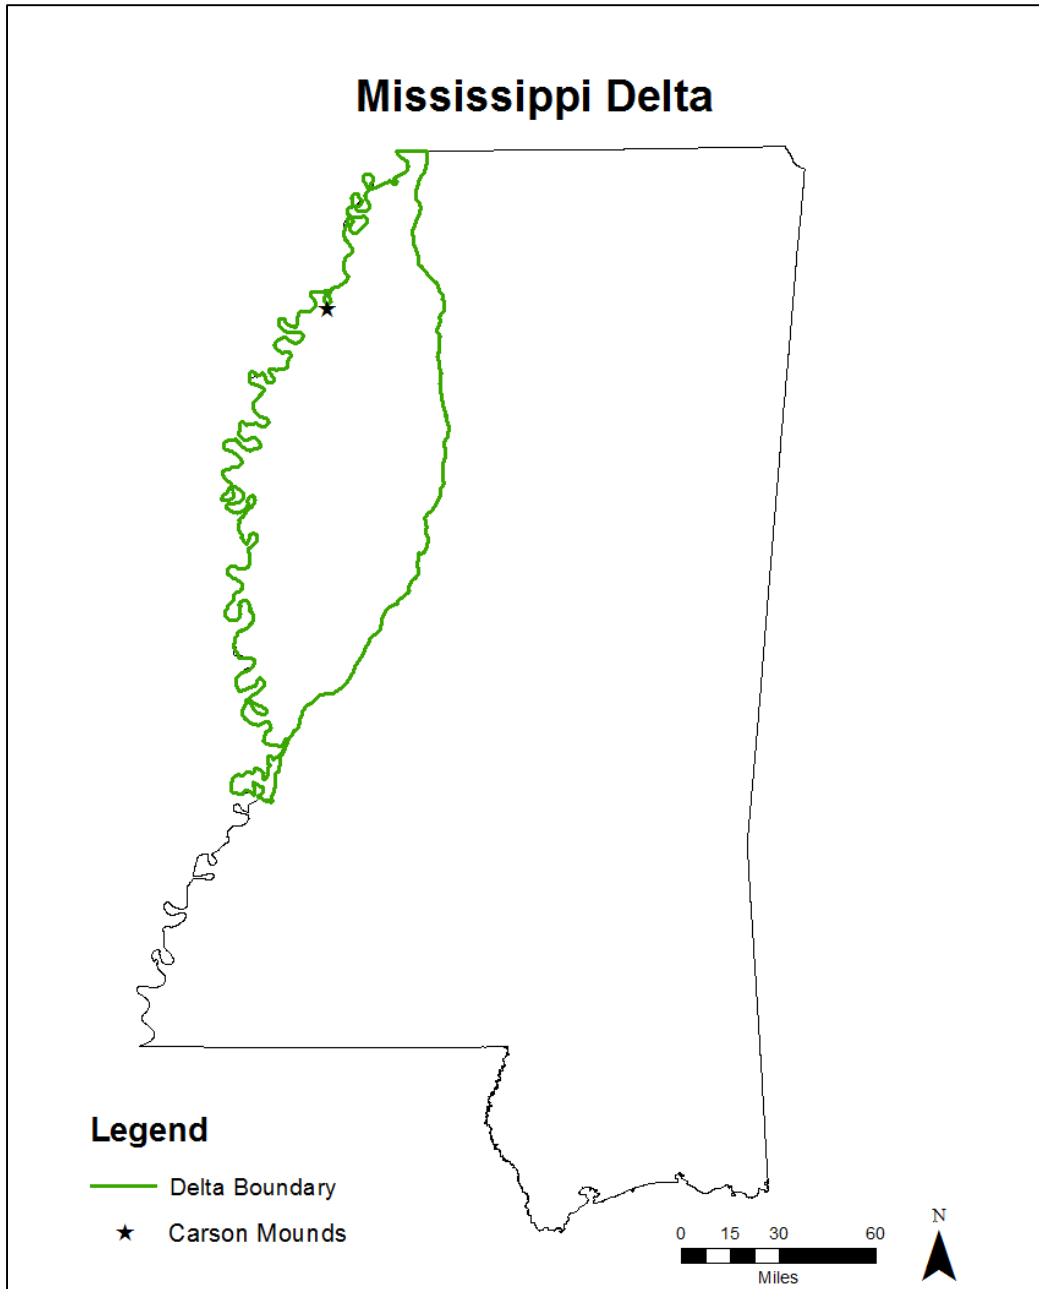 Mississippi Delta
Legend
Delta Boundary
Carson Mounds
0 15 30 60
Miles
N